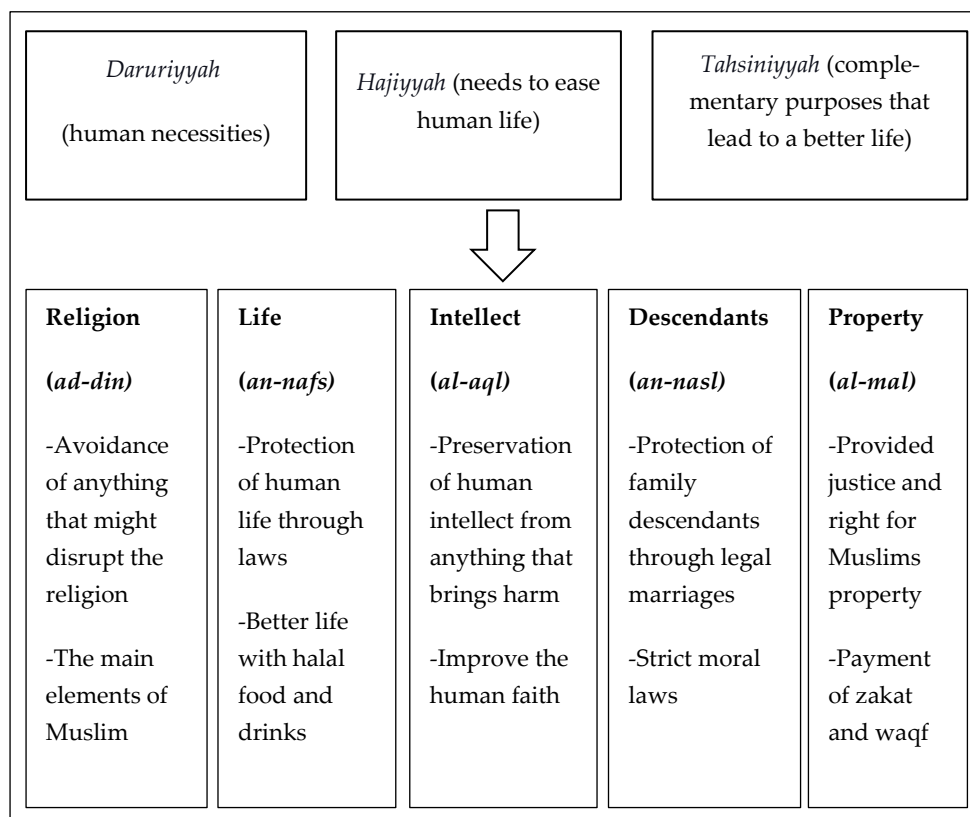 Daruriyyah
(human necessities)
Hajiyyah (needs to ease
human life)
Tahsiniyyah (comple-
mentary purposes that
lead to a better life)
Religion
(ad-din)
-Avoidance
of anything
that might
disrupt the
religion
-The main
elements of
Muslim
Life
(an-nafs)
-Protection
of human
life through
laws
-Better life
with halal
food and
drinks
Intellect
(al-aql)
-Preservation
of human
intellect from
anything that
brings harm
-Improve the
human faith
Descendants
(an-nasl)
-Protection of
family
descendants
through legal
marriages
-Strict moral
laws
Property
(al-mal)
-Provided
justice and
right for
Muslims
property
-Payment
of zakat
and waqf